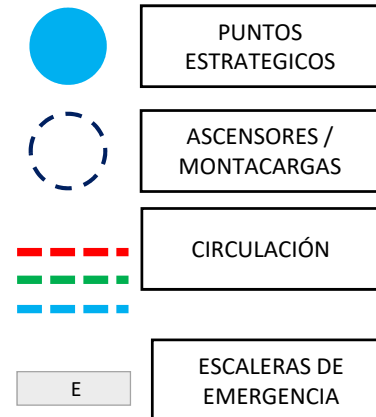 PUNTOS
ESTRATEGICOS
ASCENSORES /
MONTACARGAS
CIRCULACIÓN
E
ESCALERAS DE
EMERGENCIA